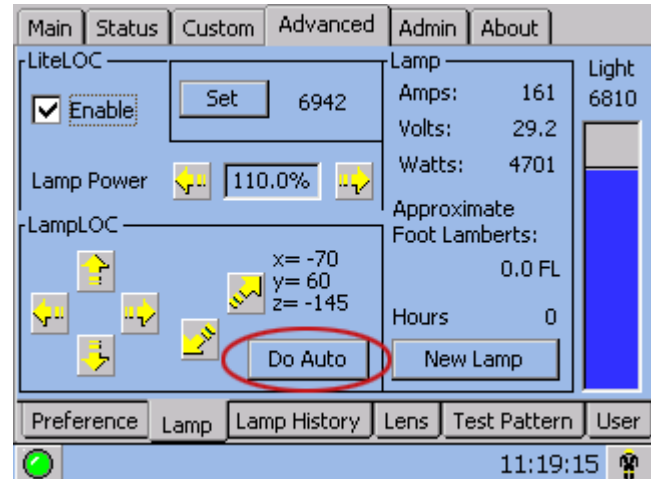 Main Status Custom Advanced Admin About
LiteLOC
Enable
Set 6942
Lamp Power 110.0%
LampLOC
x= -70
y= 60
z= -145
Do Auto
Lamp
Amps: 161
Volts: 29.2
Watts: 4701
Approximate
Foot Lamberts:
0.0 FL
Hours 0
New Lamp
Light
6810
Preference Lamp Lamp History Lens Test Pattern User
11:19:15